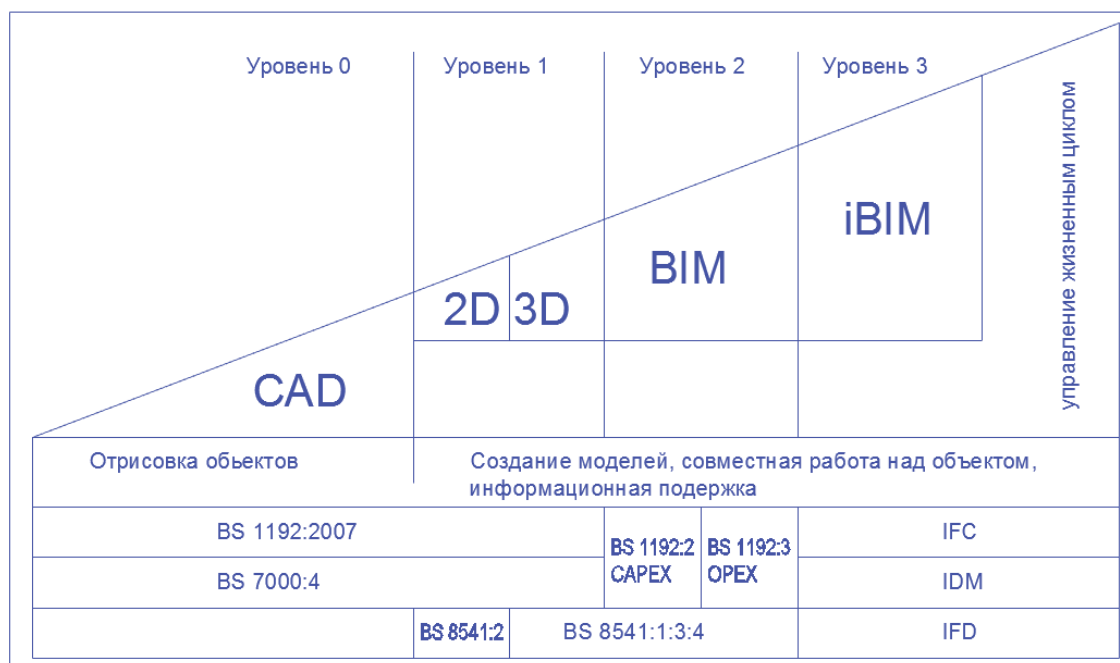 Уровень 0
Уровень 1
Уровень 2
Уровень 3
управление жизненным циклом
iBIM
BIM
2D
3D
CAD
Отрисовка обьектов
Создание моделей, совместная работа над объектом,
информационная подержка
BS 1192:2007
BS 1192:2
CAPEX
BS 1192:3
OPEX
IFC
BS 7000:4
IDM
BS 8541:2
BS 8541:1:3:4
IFD